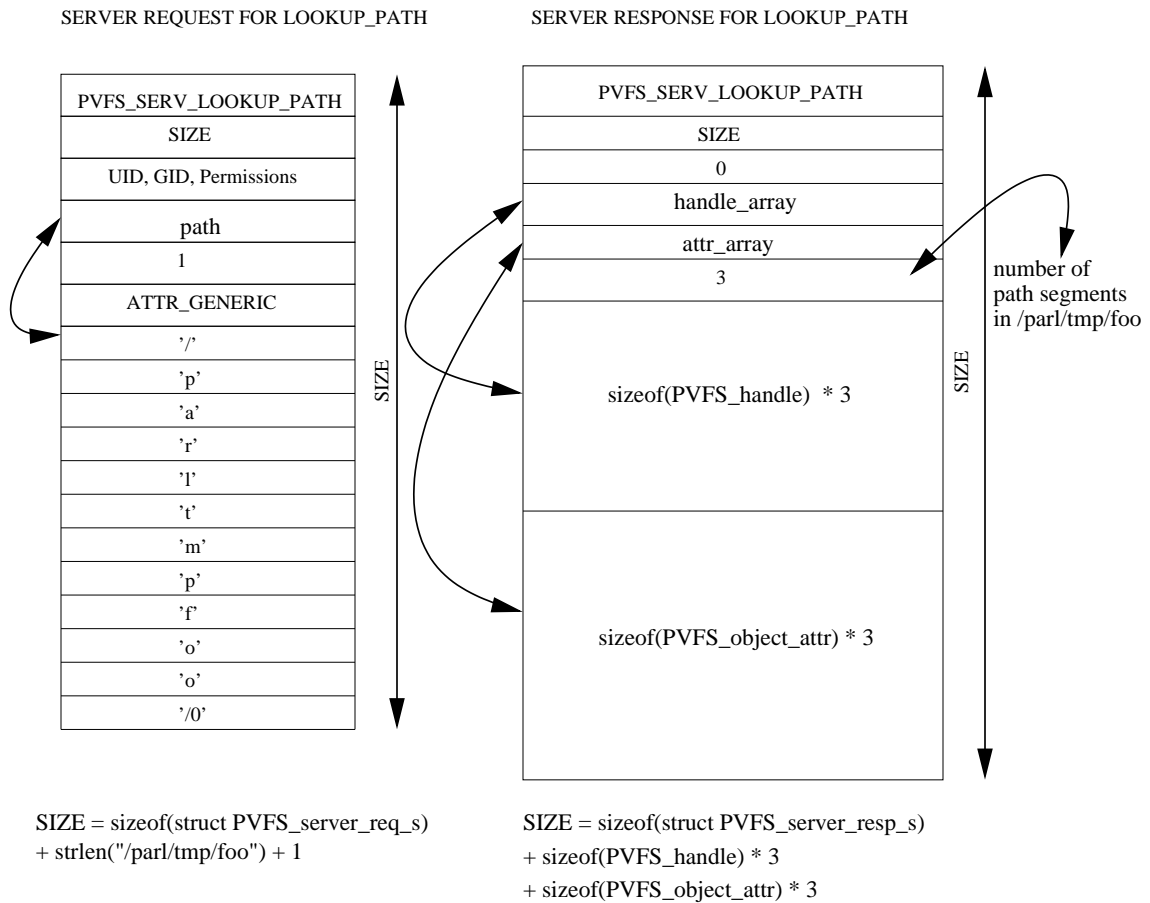 SERVER REQUEST FOR LOOKUP_PATH
PVFS_SERV_LOOKUP_PATH
SIZE
UID, GID, Permissions
path
1
ATTR_GENERIC
’/’
’p’
’a’
’r’
’l’
’t’
’m’
’p’
’f’
’o’
’o’
’/0’
SIZE
SIZE = sizeof(struct PVFS_server_req_s)
+ strlen("/parl/tmp/foo") + 1
SERVER RESPONSE FOR LOOKUP_PATH
PVFS_SERV_LOOKUP_PATH
SIZE
0
handle_array
attr_array
3
sizeof(PVFS_handle) * 3
sizeof(PVFS_object_attr) * 3
SIZE
number of
path segments
in /parl/tmp/foo
SIZE = sizeof(struct PVFS_server_resp_s)
+ sizeof(PVFS_handle) * 3
+ sizeof(PVFS_object_attr) * 3